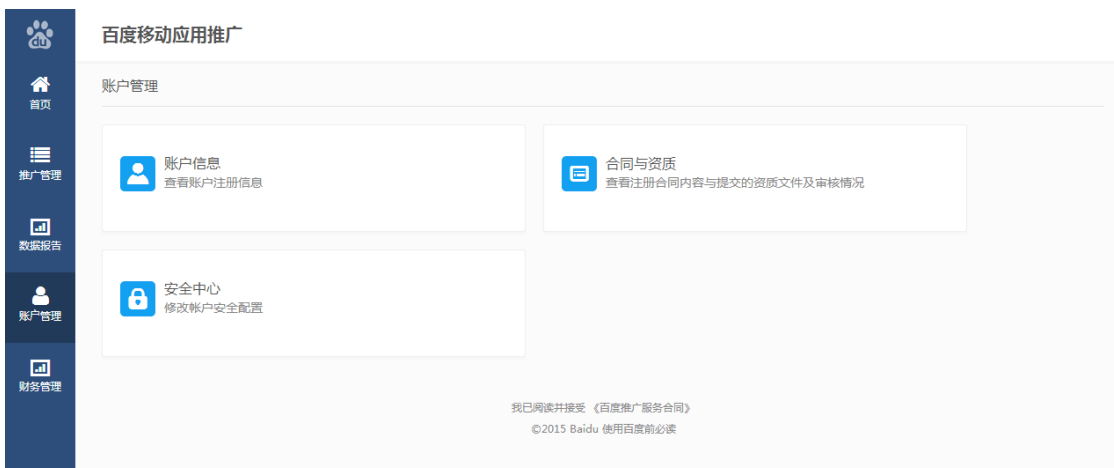 du
百度移动应用推广
首页
推广管理
数据报告
账户管理
财务管理
账户管理
账户信息
查看账户注册信息
合同与资质
查看注册合同内容与提交的资质文件及审核情况
安全中心
修改帐户安全配置
我已阅读并接受 《百度推广服务合同》
©2015 Baidu 使用百度前必读